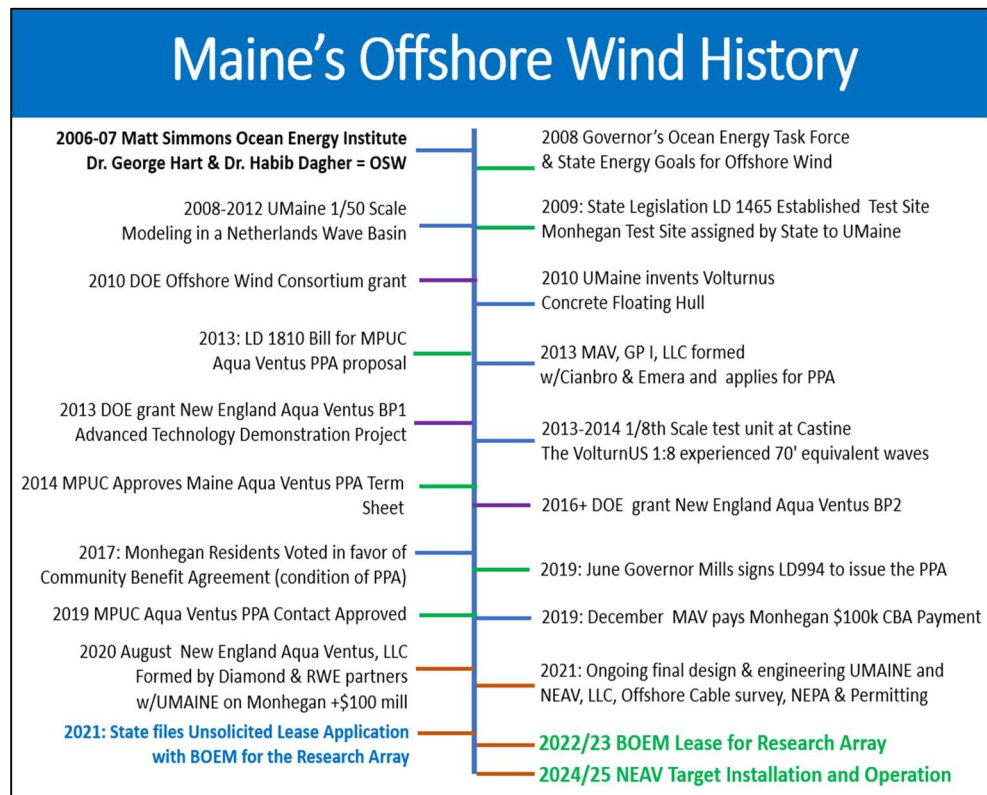 Maine's Offshore Wind History
2006-07 Matt Simmons Ocean Energy Institute
Dr. George Hart & Dr. Habib Dagher = OSW
2008 Governor's Ocean Energy Task Force
& State Energy Goals for Offshore Wind
2008-2012 UMaine 1/50 Scale
Modeling in a Netherlands Wave Basin
2009: State Legislation LD 1465 Established Test Site
Monhegan Test Site assigned by State to UMaine
2010 DOE Offshore Wind Consortium grant
2010 UMaine invents Volturnus
Concrete Floating Hull
2013: LD 1810 Bill for MPUC
Aqua Ventus PPA proposal
2013 MAV, GP I, LLC formed
w/Cianbro & Emera and applies for PPA
2013 DOE grant New England Aqua Ventus BP1
Advanced Technology Demonstration Project
2013-2014 1/8th Scale test unit at Castine
The VolturnUS 1:8 experienced 70' equivalent waves
2014 MPUC Approves Maine Aqua Ventus PPA Term
Sheet
2016+ DOE grant New England Aqua Ventus BP2
2017: Monhegan Residents Voted in favor of
Community Benefit Agreement (condition of PPA)
2019: June Governor Mills signs LD994 to issue the PPA
2019 MPUC Aqua Ventus PPA Contact Approved
2019: December MAV pays Monhegan $100k CBA Payment
2020 August New England Aqua Ventus, LLC
Formed by Diamond & RWE partners
w/UMAINE on Monhegan +$100 mill
2021: Ongoing final design & engineering UMAINE and
NEAV, LLC, Offshore Cable survey, NEPA & Permitting
2021: State files Unsolicited Lease Application
with BOEM for the Research Array
2022/23 BOEM Lease for Research Array
2024/25 NEAV Target Installation and Operation